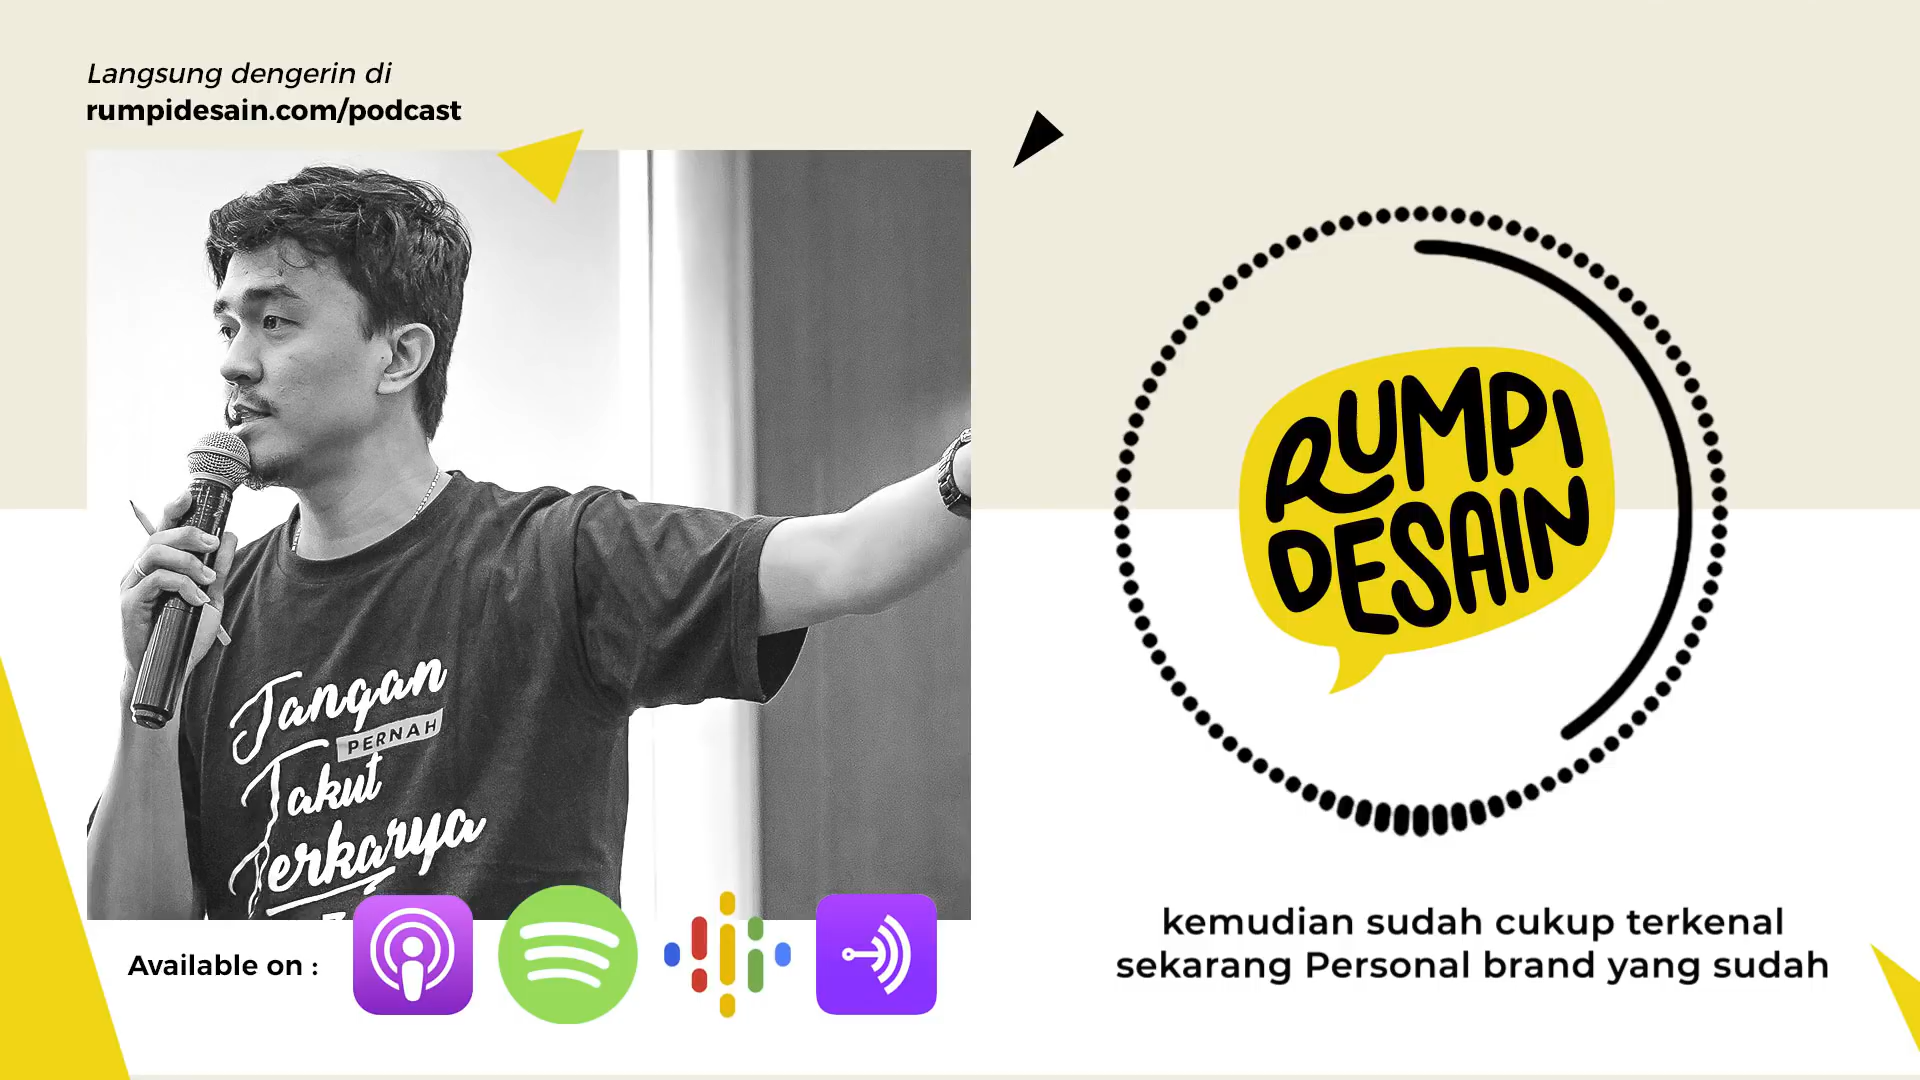 Langsung dengerin di
rumpidesain.com/podcast
Jangan
PERNAH
Takut
Berkarya
Available on :
RUMPI
DESAIN
kemudian sudah cukup terkenal
sekarang Personal brand yang sudah